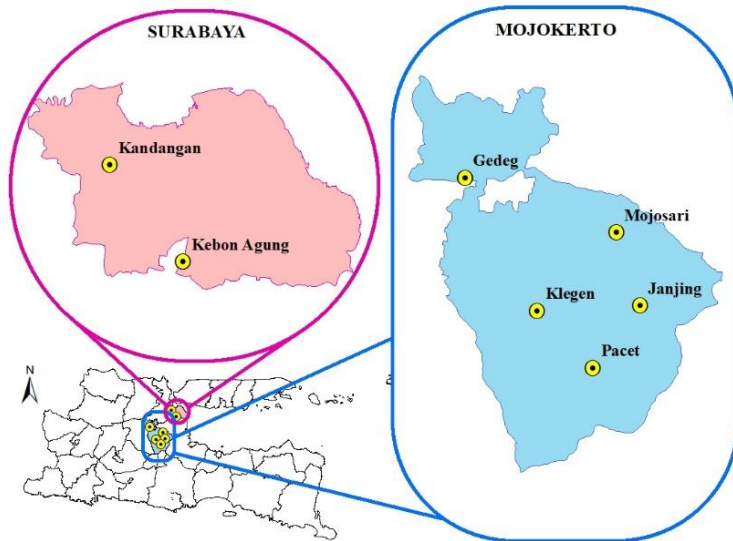 SURABAYA
MOJOKERTO
Kandangan
Kebon Agung
Gedeg
Mojosari
Klegen
Janjing
Pacet
N